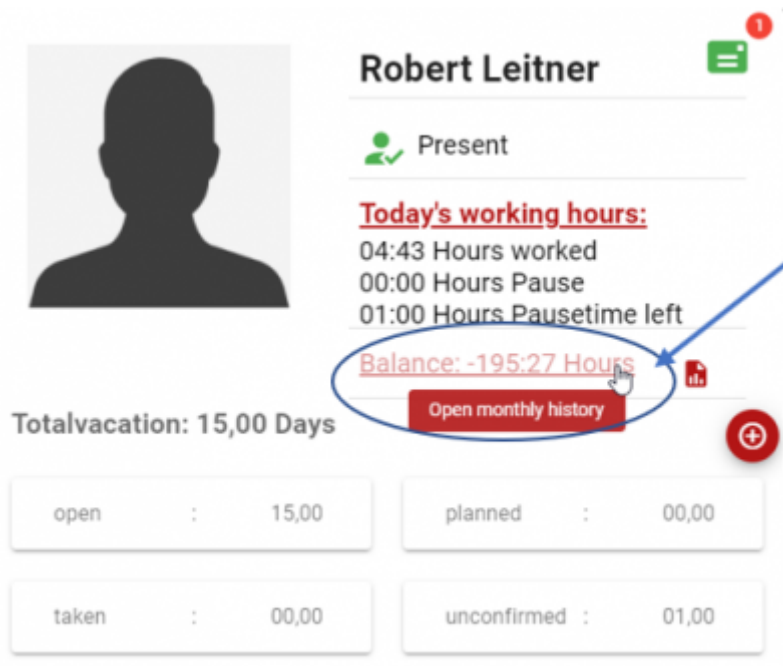 1
Robert Leitner
Present
Today's working hours:
04:43 Hours worked
00:00 Hours Pause
01:00 Hours Pausetime left
Balance: -195:27 Hours
Open monthly history
Totalvacation: 15,00 Days
open : 15,00
planned : 00,00
taken : 00,00
unconfirmed : 01,00